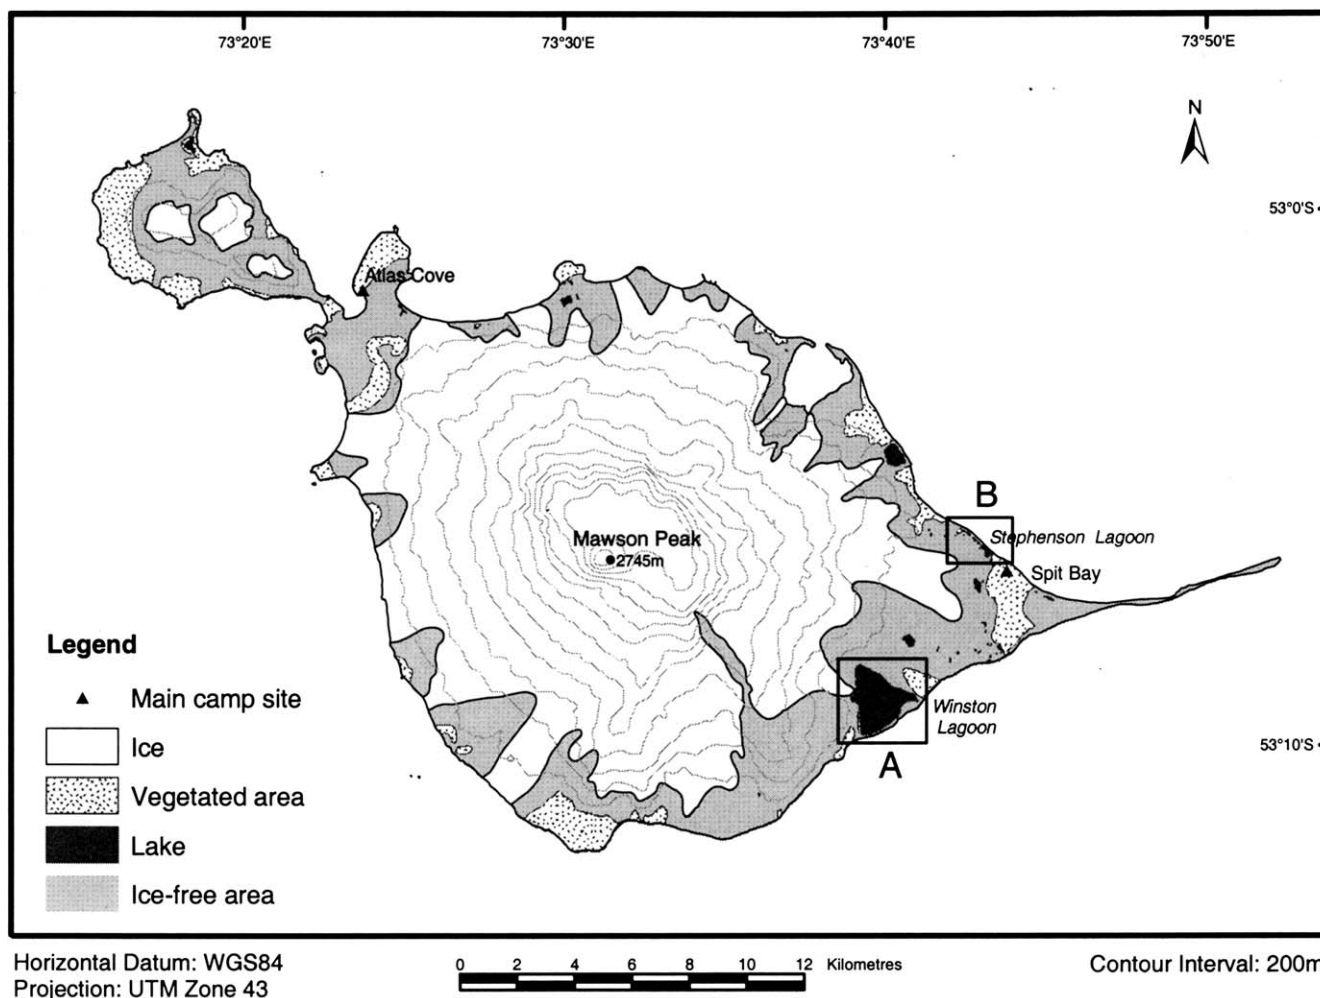 73°20'E 73°30'E 73°40'E 73°50'E
N
53°0'S
Atlas Cove
B
Stephenson Lagoon
Mawson Peak
2745m
Spit Bay
Legend
Main camp site
Winston
Lagoon
Ice
53°10'S
A
Vegetated area
Lake
Ice-free area
Horizontal Datum: WGS84
0 2 4 6 8 10 12 Kilometres
Contour Interval: 200m
Projection: UTM Zone 43